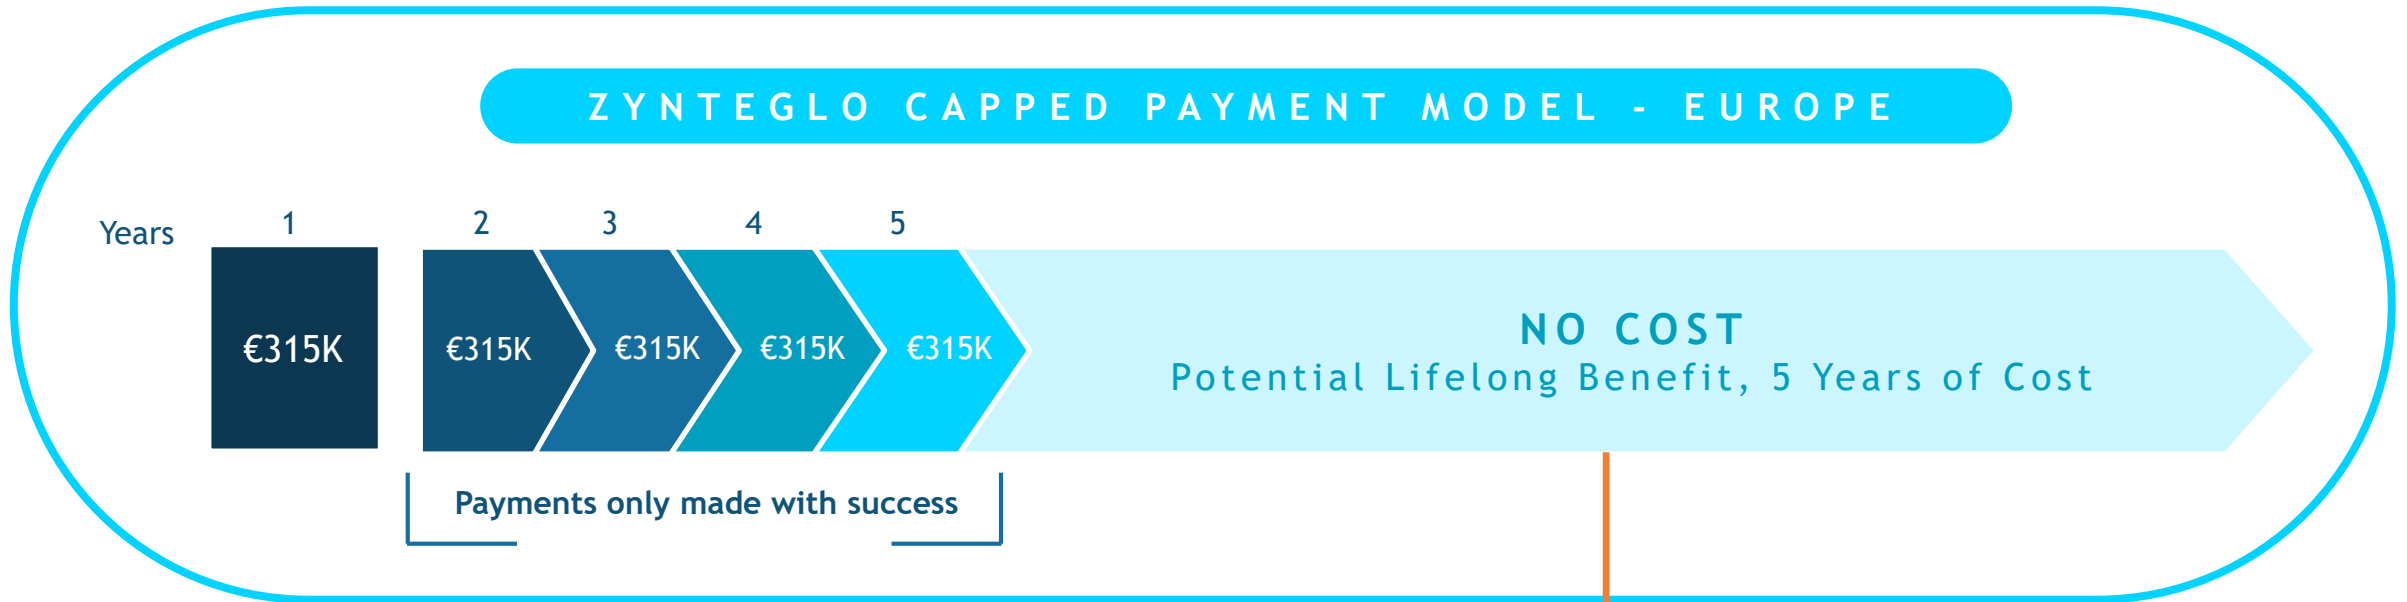 ZYNTEGLO CAPPED PAYMENT MODEL - EUROPE
Years 1 2 3 4 5
€315K €315K €315K €315K €315K
NO COST
Potential Lifelong Benefit, 5 Years of Cost
Payments only made with success